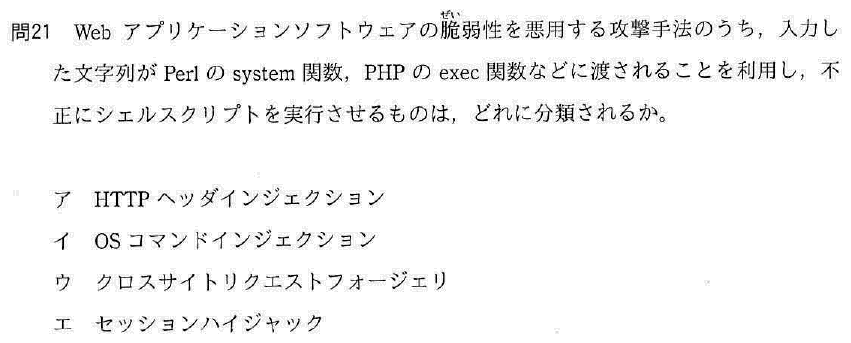 問21 Web アプリケーションソフトウェアの脆弱性を悪用する攻撃手法のうち，入力し
ぜい
た文字列が Perl の system 関数，PHP の exec 関数などに渡されることを利用し，不
正にシェルスクリプトを実行させるものは，どれに分類されるか。
ア HTTP ヘッダインジェクション
イ OS コマンドインジェクション
ウ クロスサイトリクエストフォージェリ
エ セッションハイジャック